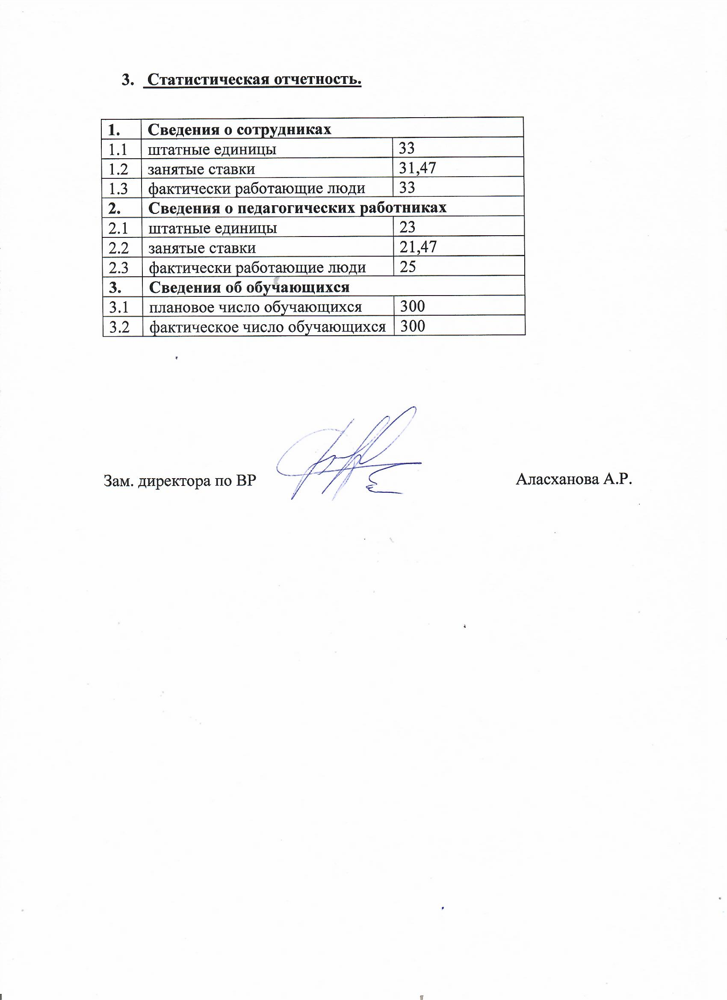 3. Статистическая отчетность.
1. Сведения о сотрудниках
1.1 штатные единицы 33
1.2 занятые ставки 31,47
1.3 фактически работающие люди 33
2. Сведения о педагогических работниках
2.1 штатные единицы 23
2.2 занятые ставки 21,47
2.3 фактически работающие люди 25
3. Сведения об обучающихся
3.1 плановое число обучающихся 300
3.2 фактическое число обучающихся 300
Зам. директора по ВР Аласханова А.Р.